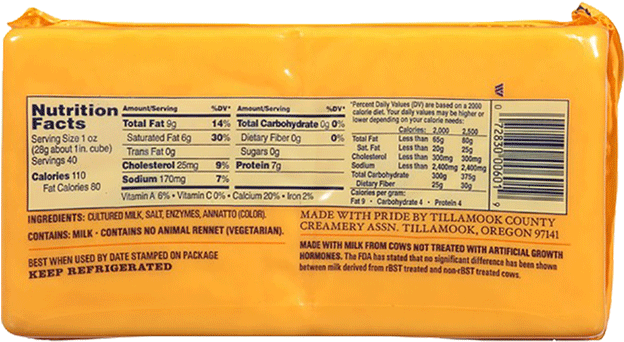 Nutrition
Facts
Serving Size 1 oz
(28g about 1 in. cube)
Servings 40
Calories 110
Fat Calories 80
Amount/Serving %DV*
Total Fat 9g 14%
Saturated Fat 6g 30%
Trans Fat 0g
Cholesterol 25mg 9%
Sodium 170mg 7%
Amount/Serving %DV*
Total Carbohydrate 0g 0%
Dietary Fiber 0g 0%
Sugars 0g
Protein 7g
Vitamin A 6% • Vitamin C 0% • Calcium 20% • Iron 2%
*Percent Daily Values (DV) are based on a 2000
calorie diet. Your daily values may be higher or
lower depending on your calorie needs:
Calories: 2,000 2,500
Total Fat Less than 65g 80g
Sat. Fat Less than 20g 25g
Cholesterol Less than 300mg 300mg
Sodium Less than 2,400mg 2,400mg
Total Carbohydrate 300g 375g
Dietary Fiber 25g 30g
Calories per gram:
Fat 9 • Carbohydrate 4 • Protein 4
0 72830 00601 9
INGREDIENTS: CULTURED MILK, SALT, ENZYMES, ANNATTO (COLOR).
CONTAINS: MILK • CONTAINS NO ANIMAL RENNET (VEGETARIAN).
BEST WHEN USED BY DATE STAMPED ON PACKAGE
KEEP REFRIGERATED
MADE WITH PRIDE BY TILLAMOOK COUNTY
CREAMERY ASSN. TILLAMOOK, OREGON 97141
MADE WITH MILK FROM COWS NOT TREATED WITH ARTIFICIAL GROWTH
HORMONES. The FDA has stated that no significant difference has been shown
between milk derived from rBST treated and non-rBST treated cows.